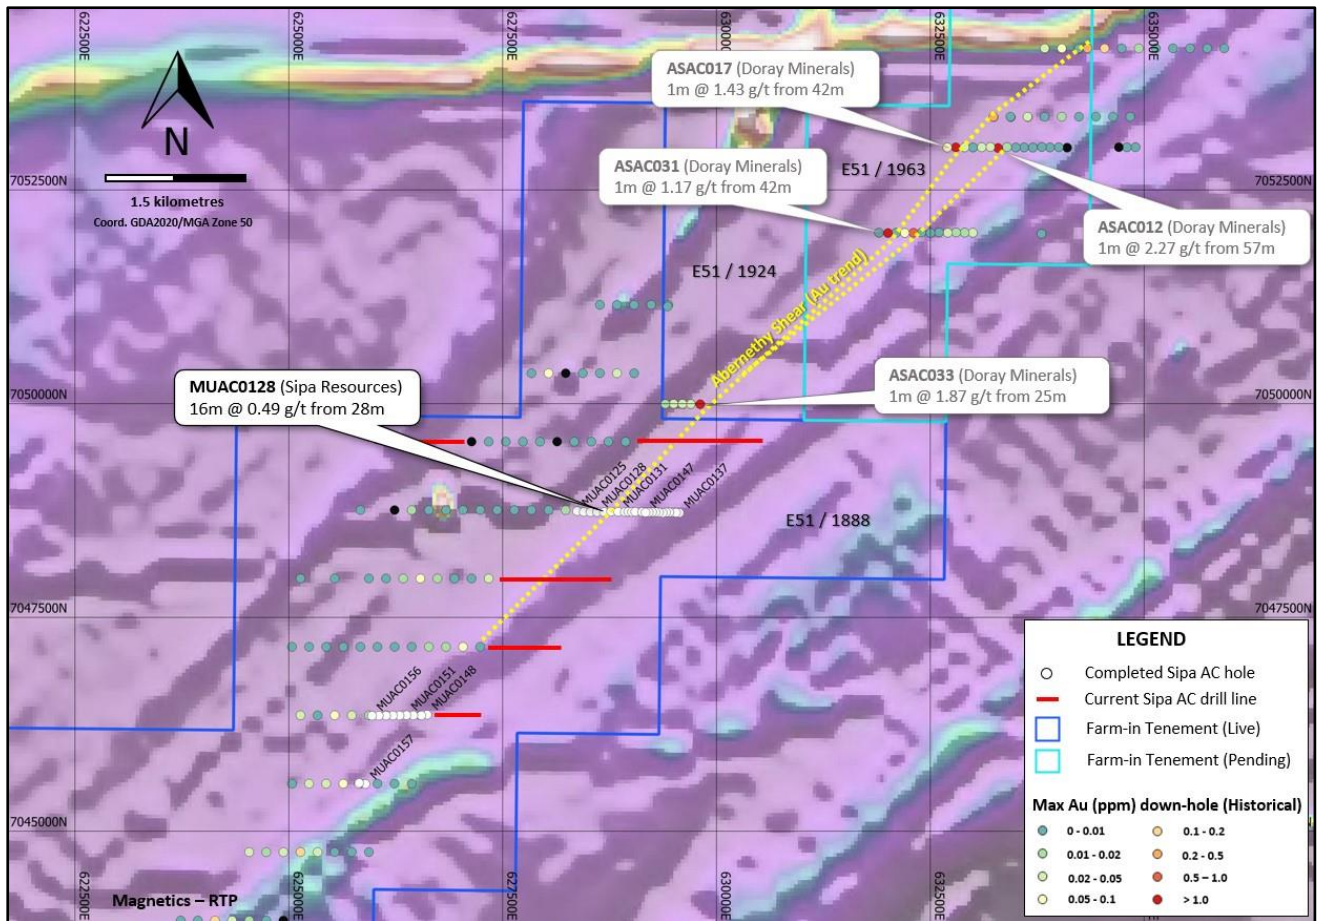 622500E
625000E
627500E
630000E
632500E
635000E
ASAC017 (Doray Minerals)
1m @ 1.43 g/t from 42m
N
ASAC031 (Doray Minerals)
1m @ 1.17 g/t from 42m
E51 / 1963
7052500N
7052500N
1.5 kilometres
Coord. GDA2020/MGA Zone 50
ASAC012 (Doray Minerals)
1m @ 2.27 g/t from 57m
E51 / 1924
Abernethy Shear (Au trend)
MUAC0128 (Sipa Resources)
16m @ 0.49 g/t from 28m
ASAC033 (Doray Minerals)
1m @ 1.87 g/t from 25m
7050000N
7050000N
MUAC0125
MUAC0128
MUAC0131
MUAC0147
MUAC0137
E51 / 1888
7047500N
7047500N
MUAC0156
MUAC0151
MUAC0148
MUAC0157
LEGEND
Completed Sipa AC hole
Current Sipa AC drill line
Farm-in Tenement (Live)
Farm-in Tenement (Pending)
Max Au (ppm) down-hole (Historical)
0 - 0.01
0.1 - 0.2
0.01 - 0.02
0.2 - 0.5
0.02 - 0.05
0.5 – 1.0
0.05 - 0.1
> 1.0
7045000N
Magnetics – RTP
622500E
625000E
627500E
630000E
632500E